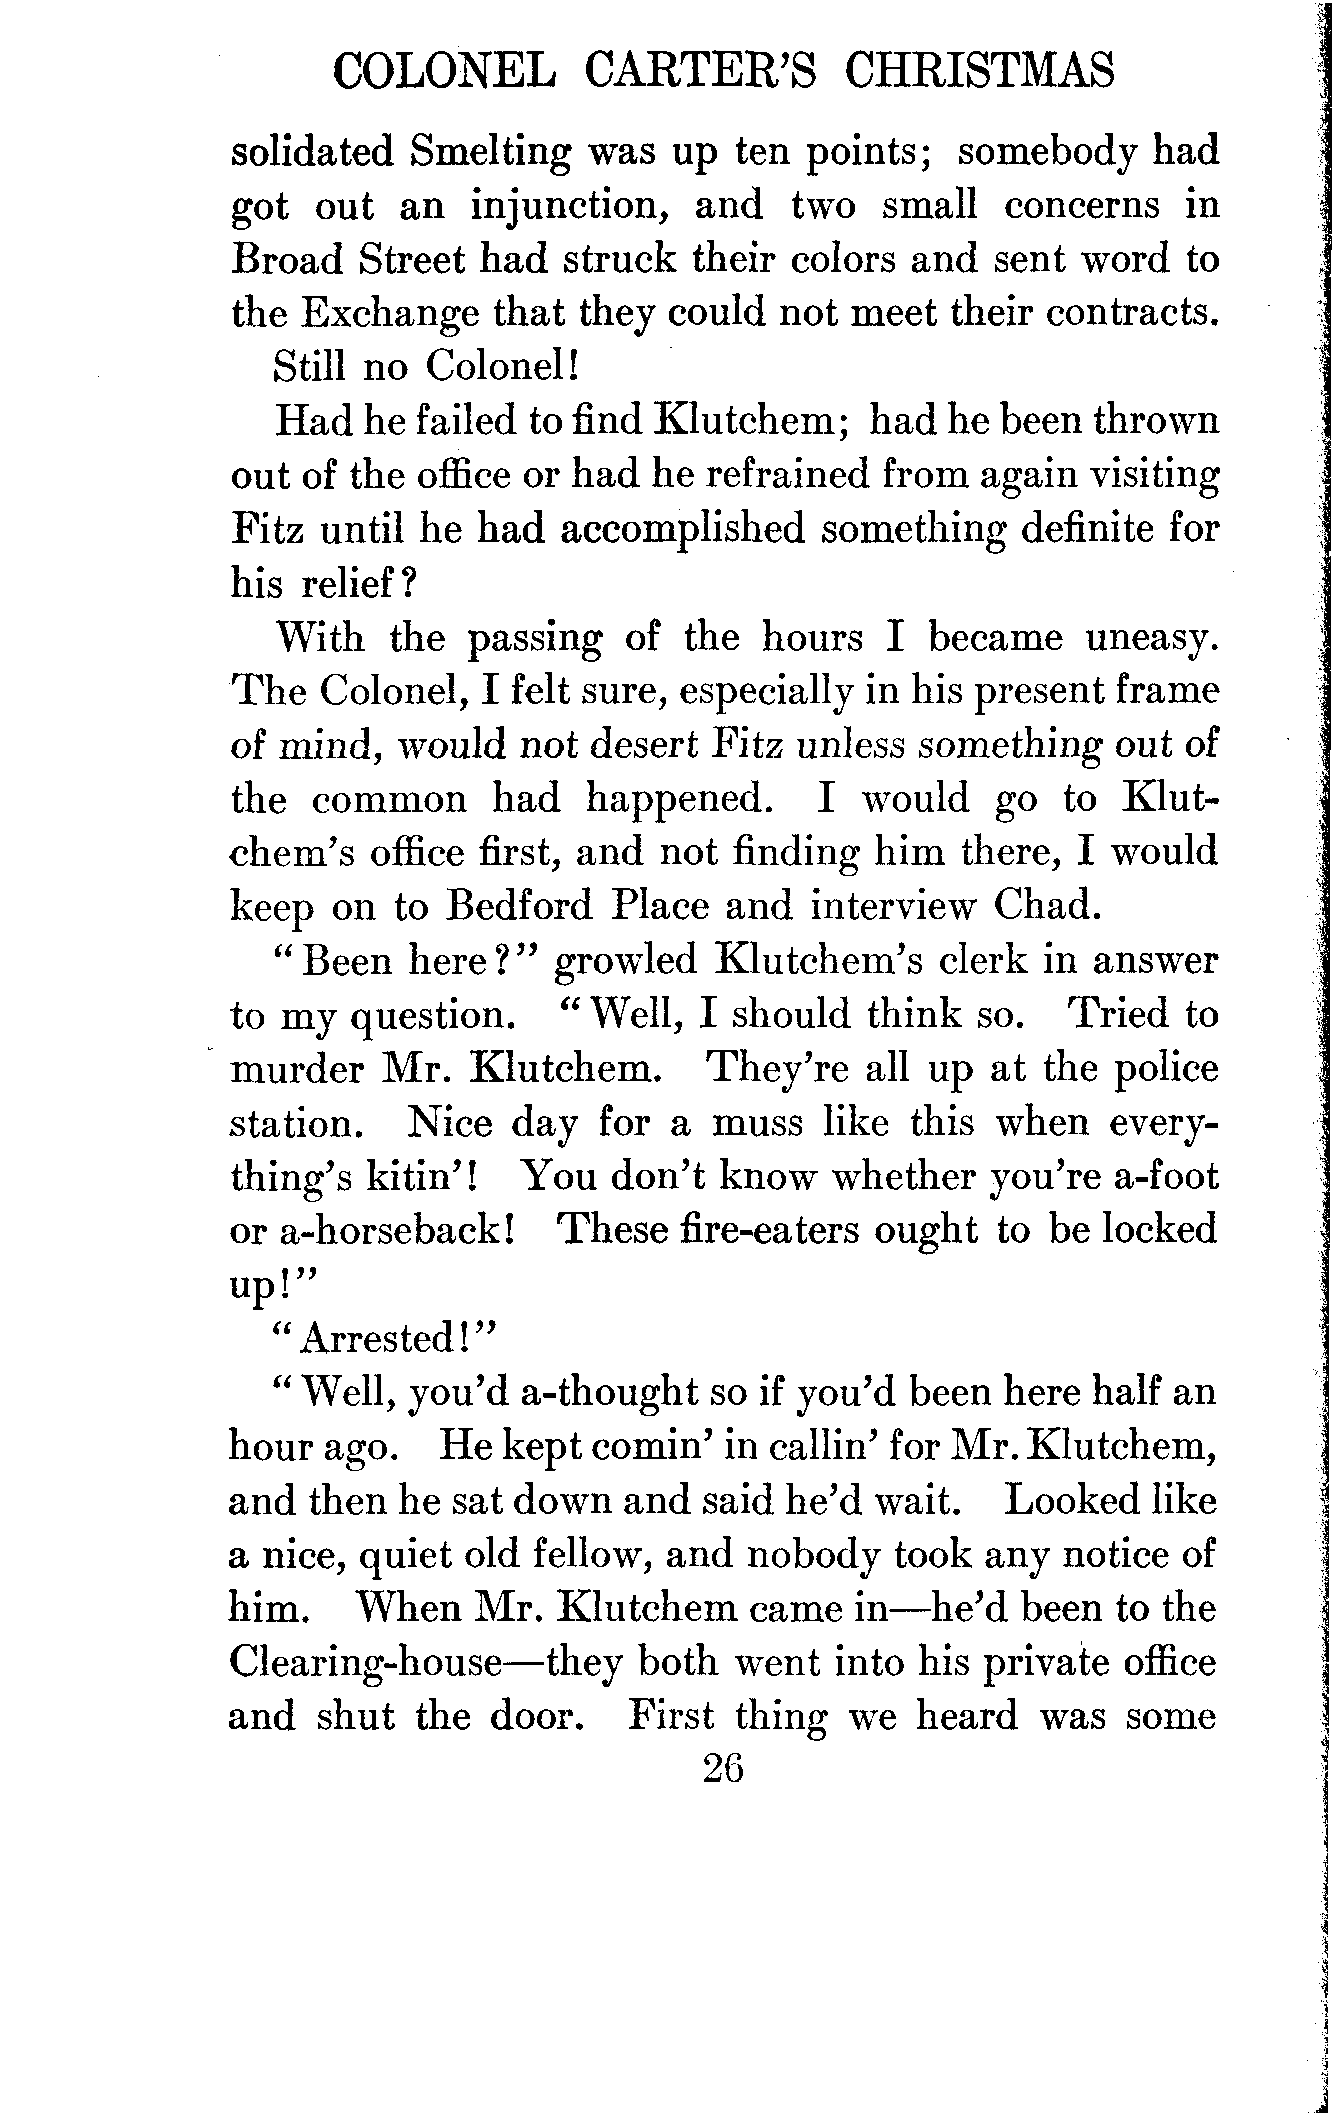 COLONEL CARTER'S CHRISTMAS
solidated Smelting was up ten points; somebody had
got out an injunction, and two small concerns in
Broad Street had struck their colors and sent word to
the Exchange that they could not meet their contracts.
Still no Colonel!
Had he failed to find Klutchem; had he been thrown
out of the office or had he refrained from again visiting
Fitz until he had accomplished something definite for
his relief?
With the passing of the hours I became uneasy.
The Colonel, I felt sure, especially in his present frame
of mind, would not desert Fitz unless something out of
the common had happened. I would go to Klut-
chem's office first, and not finding him there, I would
keep on to Bedford Place and interview Chad.
"Been here?" growled Klutchem's clerk in answer
to my question. "Well, I should think so. Tried to
murder Mr. Klutchem. They're all up at the police
station. Nice day for a muss like this when every-
thing's kitin'! You don't know whether you're a-foot
or a-horseback! These fire-eaters ought to be locked
up!"
"Arrested!"
"Well, you'd a-thought so if you'd been here half an
hour ago. He kept comin' in callin' for Mr. Klutchem,
and then he sat down and said he'd wait. Looked like
a nice, quiet old fellow, and nobody took any notice of
him. When Mr. Klutchem came in—he'd been to the
Clearing-house—they both went into his private office
and shut the door. First thing we heard was some
26